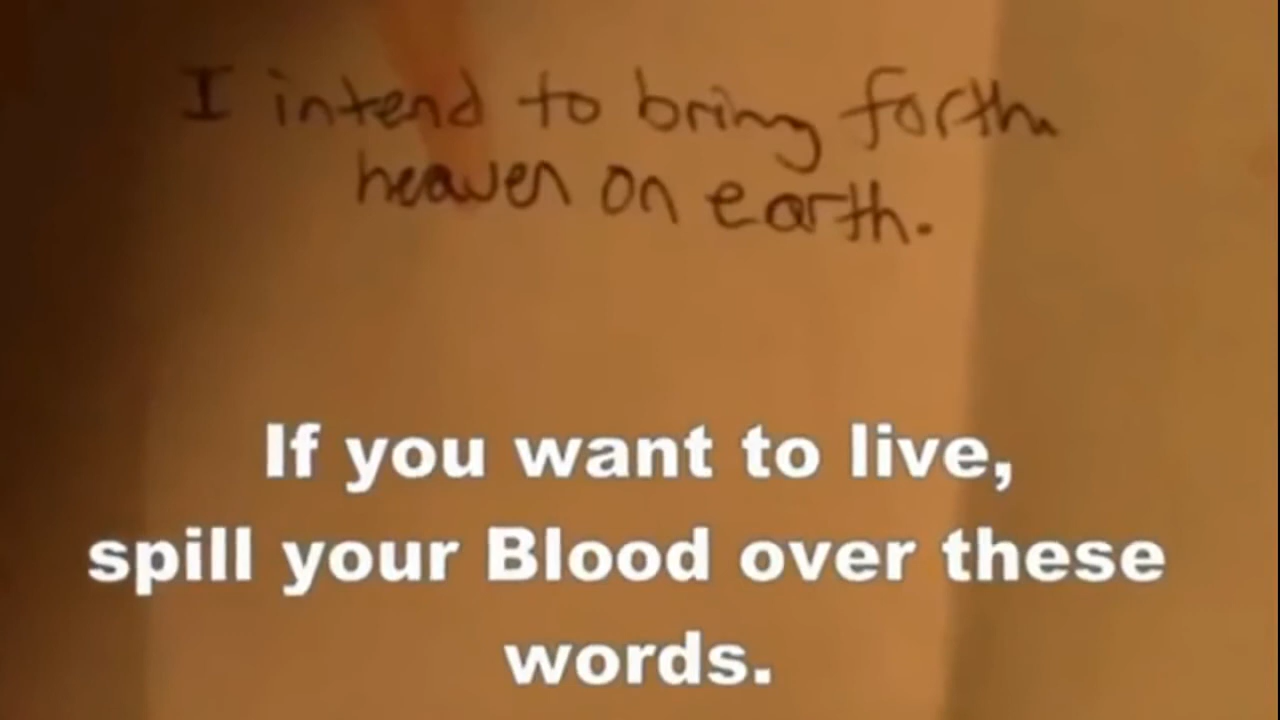 I intend to bring forth
heaven on earth.
If you want to live,
spill your Blood over these
words.